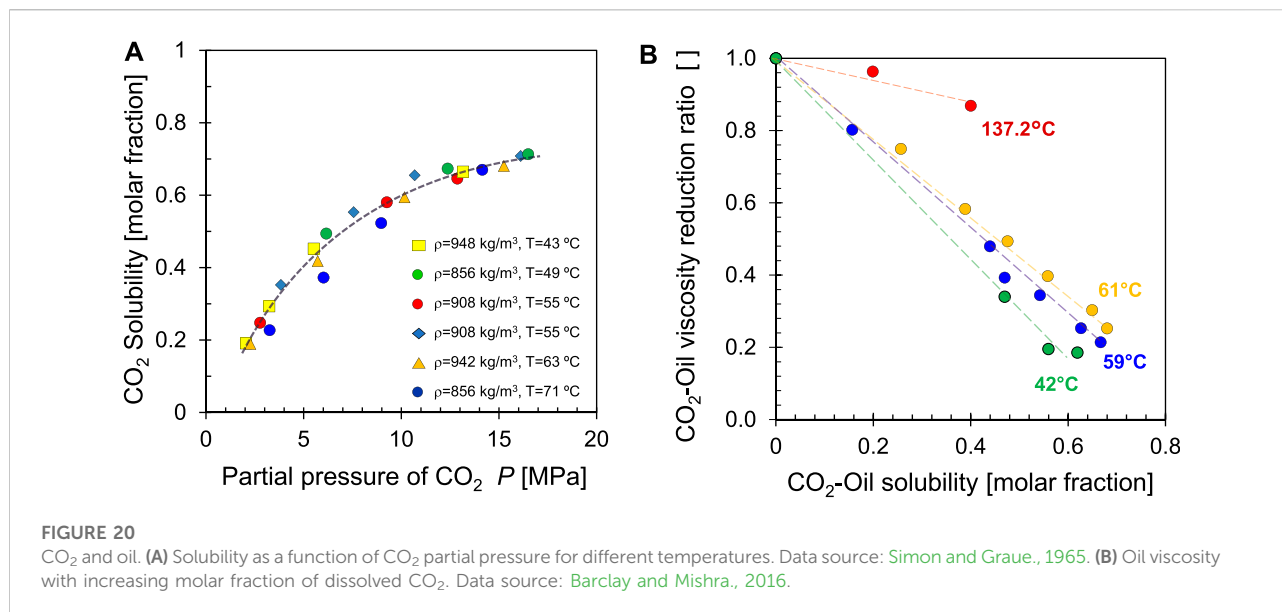 A
CO₂ Solubility [molar fraction]
1
0.8
0.6
0.4
0.2
0
0
5
10
15
20
Partial pressure of CO₂ P [MPa]
ρ=948 kg/m³, T=43 ºC
ρ=856 kg/m³, T=49 ºC
ρ=908 kg/m³, T=55 ºC
ρ=908 kg/m³, T=55 ºC
ρ=942 kg/m³, T=63 ºC
ρ=856 kg/m³, T=71 ºC
B
CO₂-Oil viscosity reduction ratio [ ]
1.0
0.8
0.6
0.4
0.2
0.0
0.0
0.2
0.4
0.6
0.8
CO₂-Oil solubility [molar fraction]
137.2°C
61°C
59°C
42°C
FIGURE 20
CO₂ and oil. (A) Solubility as a function of CO₂ partial pressure for different temperatures. Data source: Simon and Graue., 1965. (B) Oil viscosity
with increasing molar fraction of dissolved CO₂. Data source: Barclay and Mishra., 2016.